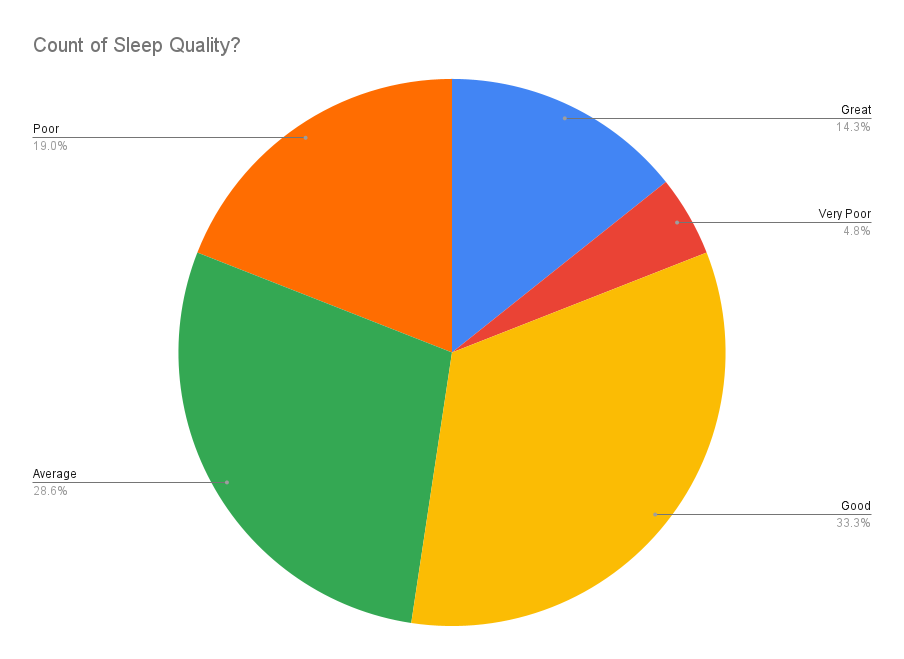 Count of Sleep Quality?
Great
14.3%
Poor
19.0%
Very Poor
4.8%
Average
28.6%
Good
33.3%